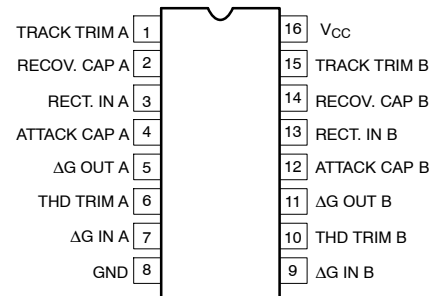 TRACK TRIM A 1 16 VCC
RECOV. CAP A 2 15 TRACK TRIM B
RECT. IN A 3 14 RECOV. CAP B
ATTACK CAP A 4 13 RECT. IN B
ΔG OUT A 5 12 ATTACK CAP B
THD TRIM A 6 11 ΔG OUT B
ΔG IN A 7 10 THD TRIM B
GND 8 9 ΔG IN B